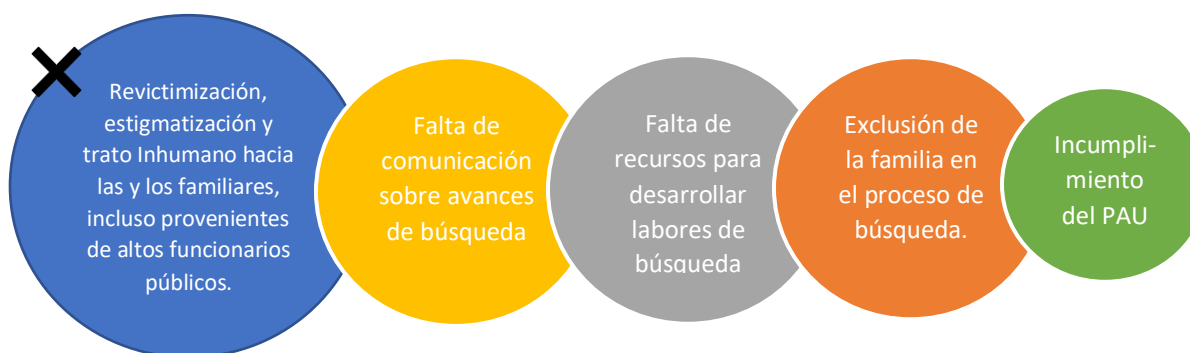 Revictimización,
estigmatización y
trato Inhumano hacia
las y los familiares,
incluso provenientes
de altos funcionarios
públicos.
Falta de
comunicación
sobre avances
de búsqueda
Falta de
recursos para
desarrollar
labores de
búsqueda
Exclusión de
la familia en
el proceso de
búsqueda.
Incumpli-
miento
del PAU